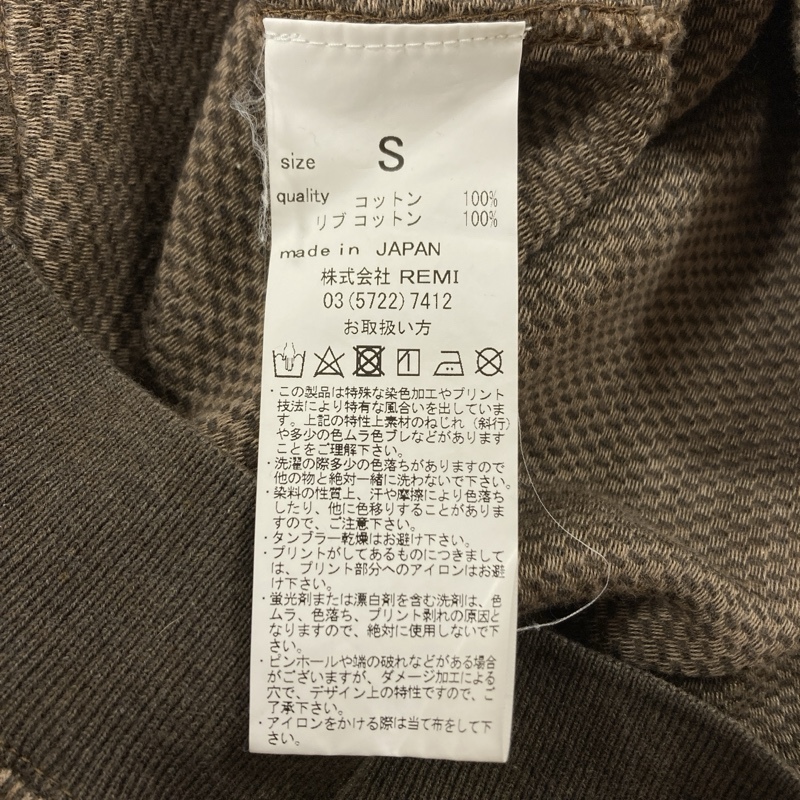 size S
quality コットン 100%
リブコットン 100%
made in JAPAN
株式会社 REMI
03(5722)7412
お取扱い方
・この製品は特殊な染色加工やプリント
技法により特有な風合いを出していま
す。上記の特性上素材のねじれ（斜行）
や多少の色ムラ色ブレなどがあります
ことをご理解下さい。
・洗濯の際多少の色落ちがありますので
他の物と絶対一緒に洗わないで下さい。
・染料の性質上、汗や摩擦により色落ち
したり、他に色移りすることがありま
すので、ご注意下さい。
・タンブラー乾燥はお避け下さい。
・プリントがしてあるものにつきまして
は、プリント部分へのアイロンはお避
け下さい。
・蛍光剤または漂白剤を含む洗剤は、色
ムラ、色落ち、プリント剥れの原因と
なりますので、絶対に使用しないで下
さい。
・ピンホールや端の破れなどがある場合
がございますが、ダメージ加工による
穴で、デザイン上の特性ですので、ご
了承下さい。
・アイロンをかける際は当て布をして下
さい。